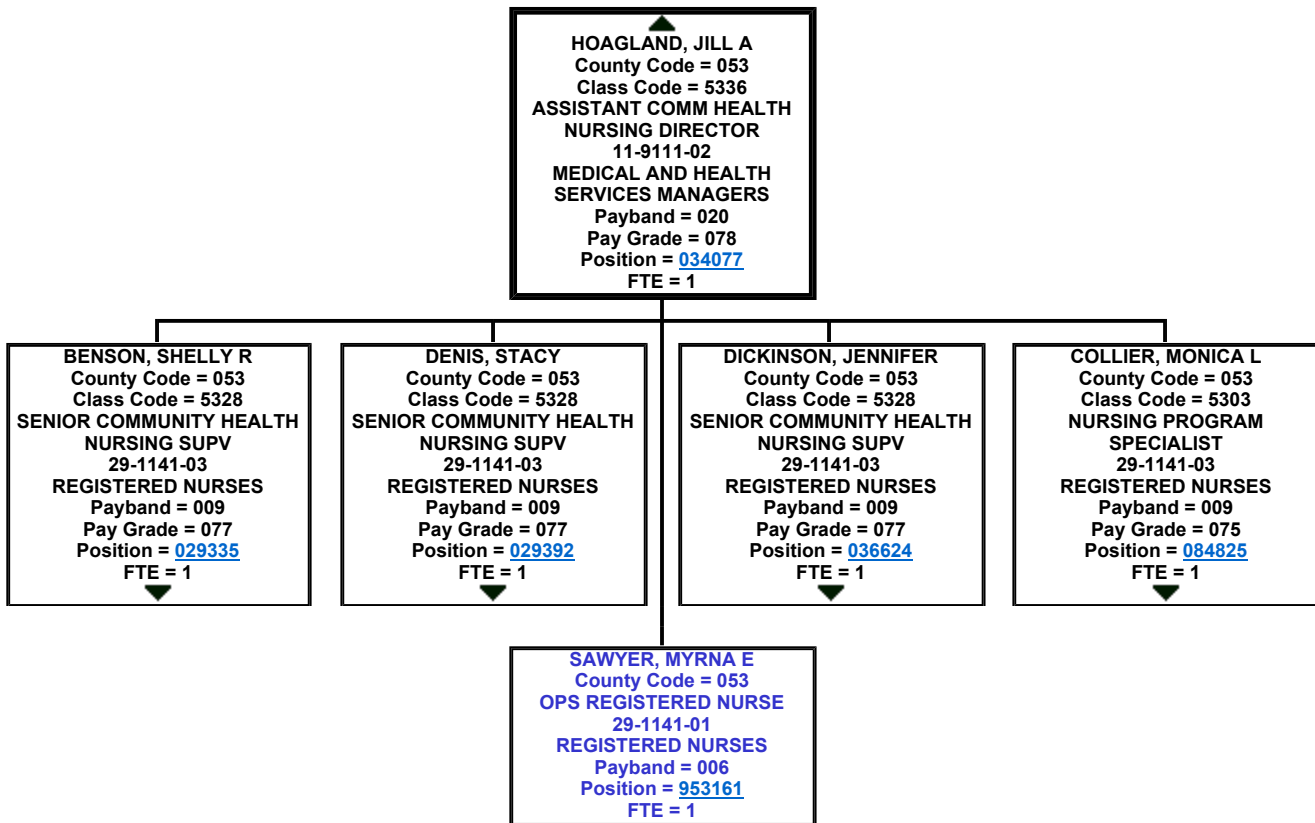 HOAGLAND, JILL A
County Code = 053
Class Code = 5336
ASSISTANT COMM HEALTH
NURSING DIRECTOR
11-9111-02
MEDICAL AND HEALTH
SERVICES MANAGERS
Payband = 020
Pay Grade = 078
Position = 034077
FTE = 1
BENSON, SHELLY R
County Code = 053
Class Code = 5328
SENIOR COMMUNITY HEALTH
NURSING SUPV
29-1141-03
REGISTERED NURSES
Payband = 009
Pay Grade = 077
Position = 029335
FTE = 1
DENIS, STACY
County Code = 053
Class Code = 5328
SENIOR COMMUNITY HEALTH
NURSING SUPV
29-1141-03
REGISTERED NURSES
Payband = 009
Pay Grade = 077
Position = 029392
FTE = 1
DICKINSON, JENNIFER
County Code = 053
Class Code = 5328
SENIOR COMMUNITY HEALTH
NURSING SUPV
29-1141-03
REGISTERED NURSES
Payband = 009
Pay Grade = 077
Position = 036624
FTE = 1
COLLIER, MONICA L
County Code = 053
Class Code = 5303
NURSING PROGRAM
SPECIALIST
29-1141-03
REGISTERED NURSES
Payband = 009
Pay Grade = 075
Position = 084825
FTE = 1
SAWYER, MYRNA E
County Code = 053
OPS REGISTERED NURSE
29-1141-01
REGISTERED NURSES
Payband = 006
Position = 953161
FTE = 1